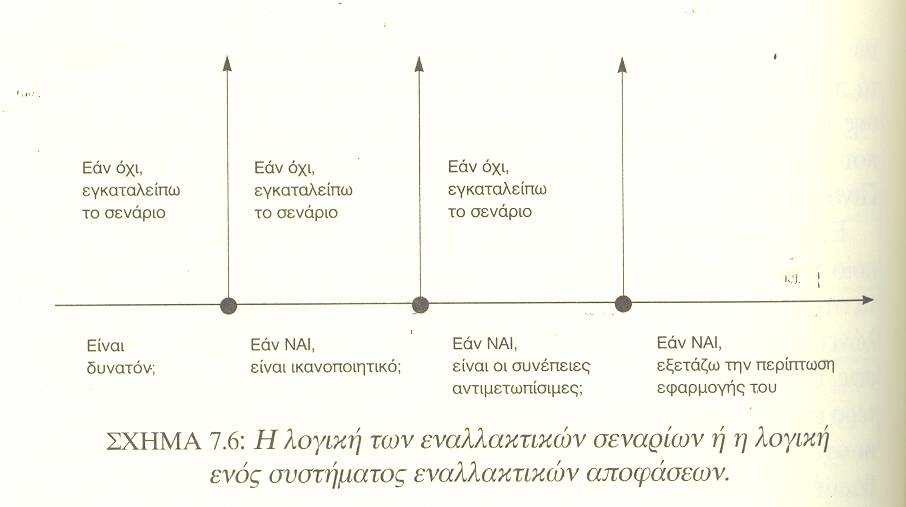 Εάν όχι,
εγκαταλείπω
το σενάριο
Εάν όχι,
εγκαταλείπω
το σενάριο
Εάν όχι,
εγκαταλείπω
το σενάριο
Είναι
δυνατόν;
Εάν ΝΑΙ,
είναι ικανοποιητικό;
Εάν ΝΑΙ,
είναι οι συνέπειες
αντιμετωπίσιμες;
Εάν ΝΑΙ,
εξετάζω την περίπτωση
εφαρμογής του
ΣΧΗΜΑ 7.6: Η λογική των εναλλακτικών σεναρίων ή η λογική
ενός συστήματος εναλλακτικών αποφάσεων.